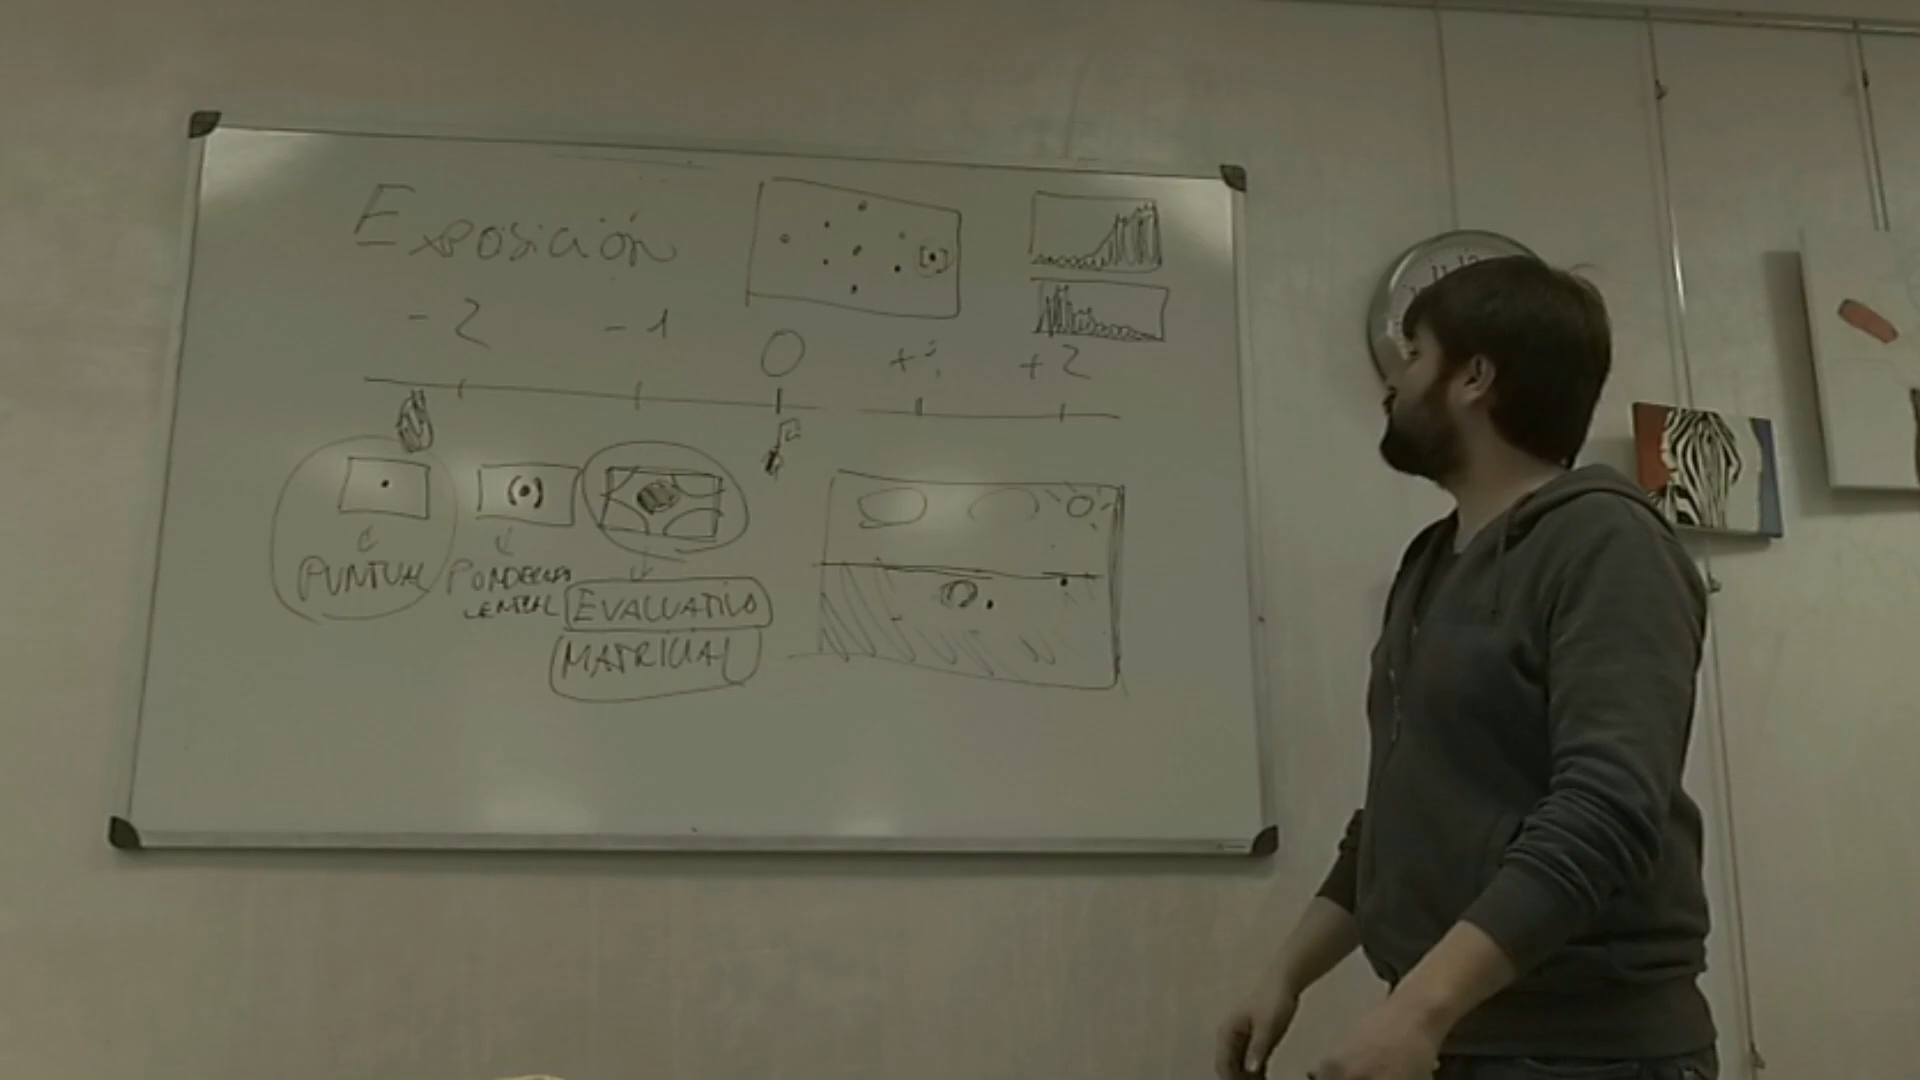 Exposición
-2 -1 0 +1 +2
PUNTUAL
PONDERADA
CENTRAL
EVALUATIVO
MATRICIAL